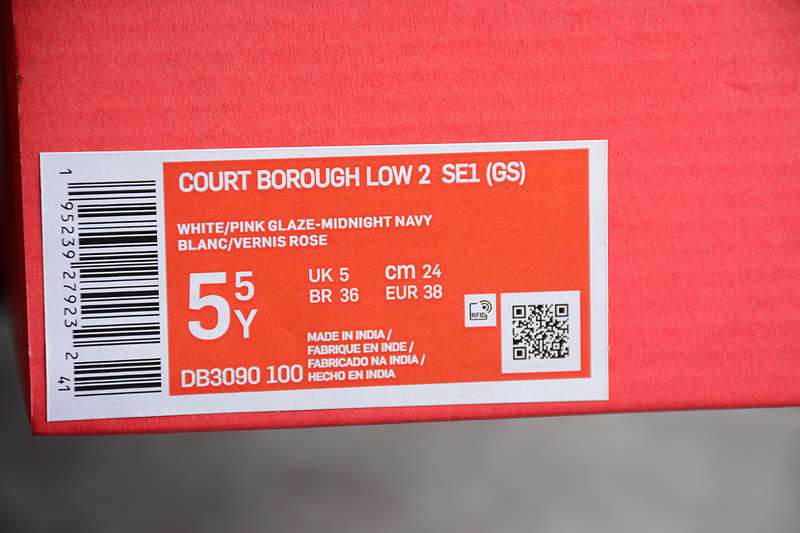 COURT BOROUGH LOW 2 SE1 (GS)
WHITE/PINK GLAZE-MIDNIGHT NAVY
BLANC/VERNIS ROSE
5 5 Y
UK 5 cm 24
BR 36 EUR 38
RFID
MADE IN INDIA /
FABRIQUE EN INDE /
FABRICADO NA INDIA /
HECHO EN INDIA
DB3090 100
1 95239 27923 2 41